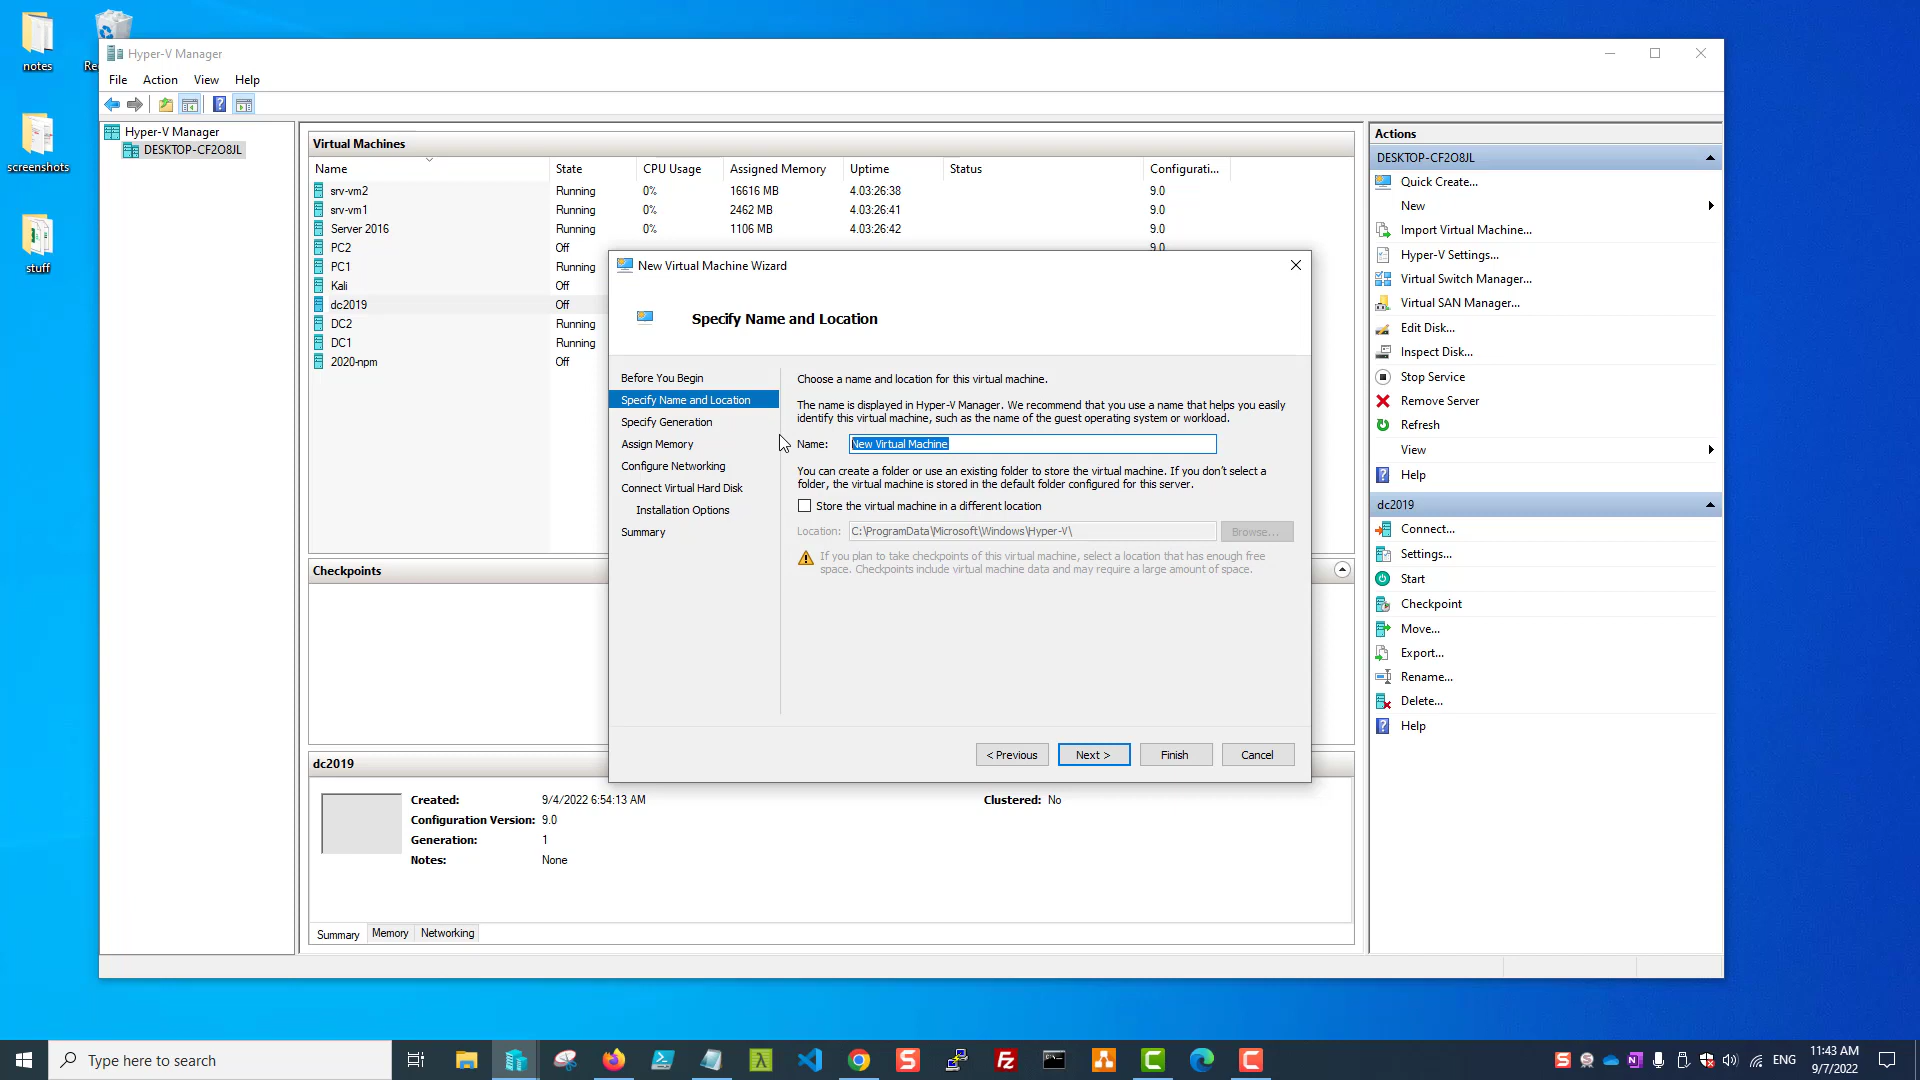 notes
Re
screenshots
stuff
Hyper-V Manager
File Action View Help
Hyper-V Manager
DESKTOP-CF2O8JL
Virtual Machines
Name State CPU Usage Assigned Memory Uptime Status Configurati...
srv-vm2 Running 0% 16616 MB 4.03:26:38 9.0
srv-vm1 Running 0% 2462 MB 4.03:26:41 9.0
Server 2016 Running 0% 1106 MB 4.03:26:42 9.0
PC2 Off 9.0
PC1 Running
Kali Off
dc2019 Off
DC2 Running
DC1 Running
2020-npm Off
Checkpoints
dc2019
Created: 9/4/2022 6:54:13 AM Clustered: No
Configuration Version: 9.0
Generation: 1
Notes: None
Summary Memory Networking
New Virtual Machine Wizard
Specify Name and Location
Before You Begin
Specify Name and Location
Specify Generation
Assign Memory
Configure Networking
Connect Virtual Hard Disk
Installation Options
Summary
Choose a name and location for this virtual machine.
The name is displayed in Hyper-V Manager. We recommend that you use a name that helps you easily
identify this virtual machine, such as the name of the guest operating system or workload.
Name: New Virtual Machine
You can create a folder or use an existing folder to store the virtual machine. If you don't select a
folder, the virtual machine is stored in the default folder configured for this server.
Store the virtual machine in a different location
Location: C:\ProgramData\Microsoft\Windows\Hyper-V\ Browse...
If you plan to take checkpoints of this virtual machine, select a location that has enough free
space. Checkpoints include virtual machine data and may require a large amount of space.
< Previous Next > Finish Cancel
Actions
DESKTOP-CF2O8JL
Quick Create...
New
Import Virtual Machine...
Hyper-V Settings...
Virtual Switch Manager...
Virtual SAN Manager...
Edit Disk...
Inspect Disk...
Stop Service
Remove Server
Refresh
View
Help
dc2019
Connect...
Settings...
Start
Checkpoint
Move...
Export...
Rename...
Delete...
Help
Type here to search
ENG
11:43 AM
9/7/2022